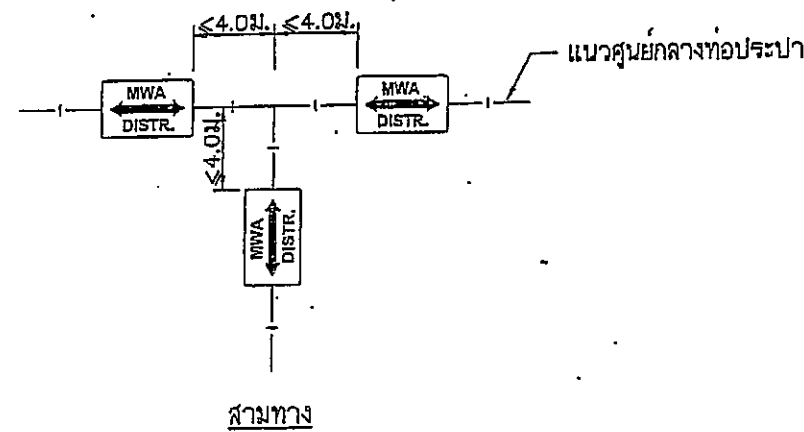 ≤4.0ม. ≤4.0ม.
แนวศูนย์กลางท่อประปา
MWA
DISTR.
MWA
DISTR.
≤4.0ม.
MWA
DISTR.
สามทาง